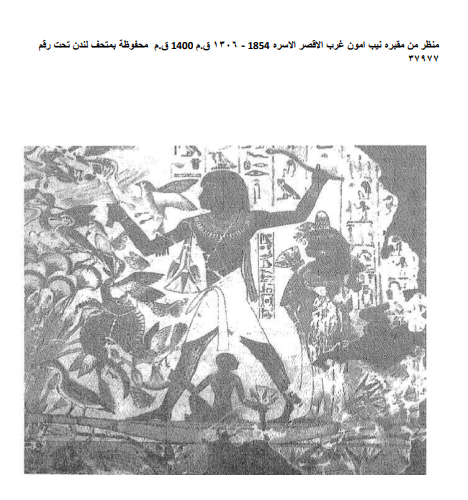 منظر من مقبره نيب امون غرب الاقصر الاسره 1854 - ١٣٠٦ ق.م 1400 ق.م محفوظة بمتحف لندن تحت رقم
٣٧٩٧٧